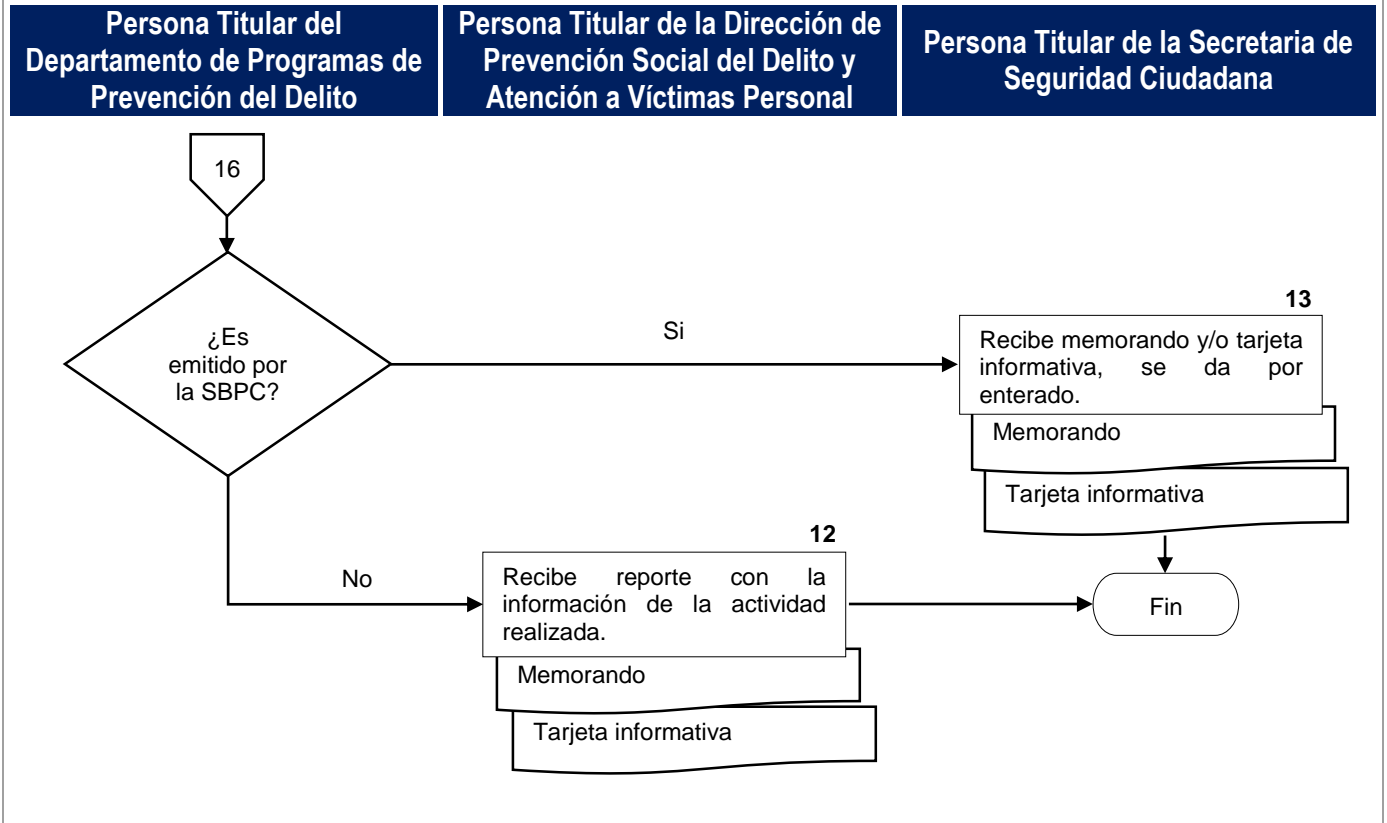 Persona Titular del
Departamento de Programas de
Prevención del Delito
Persona Titular de la Dirección de
Prevención Social del Delito y
Atención a Víctimas Personal
Persona Titular de la Secretaria de
Seguridad Ciudadana
16
¿Es
emitido por
la SBPC?
Si
13
Recibe memorando y/o tarjeta
informativa, se da por
enterado.
Memorando
Tarjeta informativa
No
12
Recibe reporte con la
información de la actividad
realizada.
Memorando
Tarjeta informativa
Fin